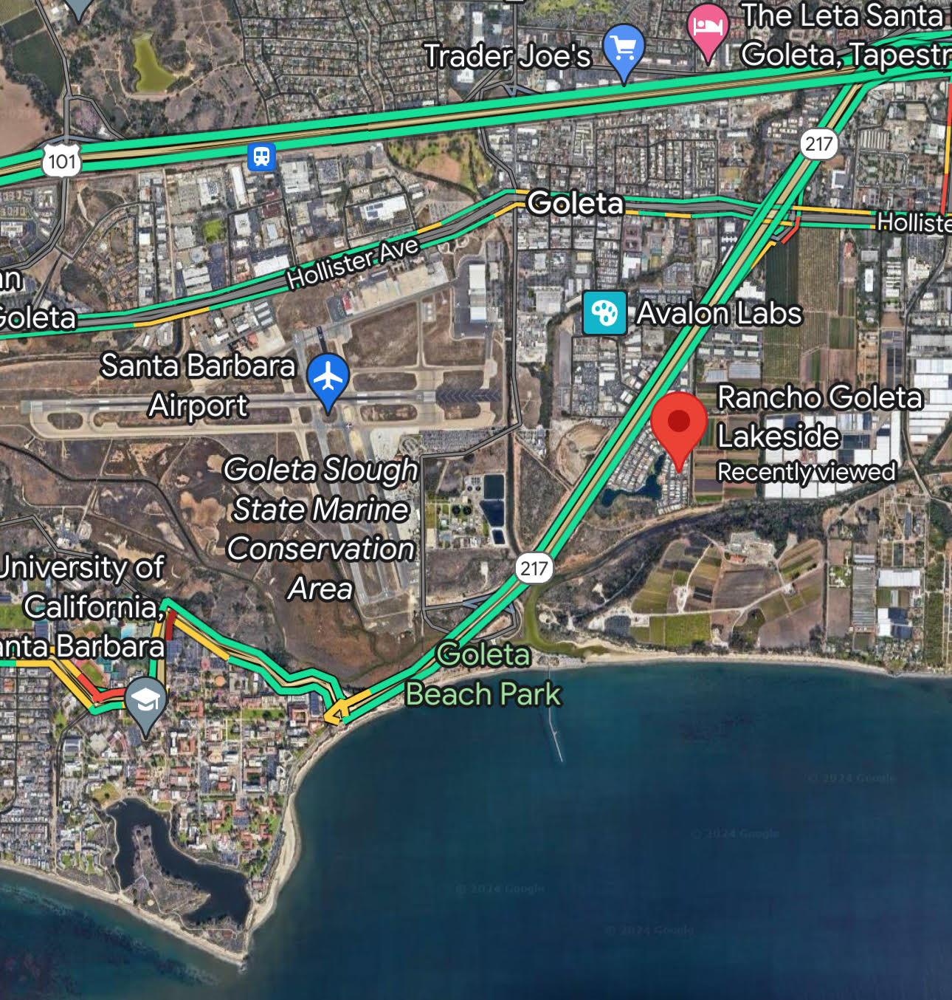 The Leta Santa
Trader Joe's
Goleta, Tapestr
217
101
Goleta
Holliste
Hollister Ave
an
Goleta
Avalon Labs
Santa Barbara
Airport
Rancho Goleta
Lakeside
Recently viewed
Goleta Slough
State Marine
Conservation
Area
217
University of
California,
anta Barbara
Goleta
Beach Park
© 2024 Google
© 2024 Google
© 2024 Google
© 2024 Google